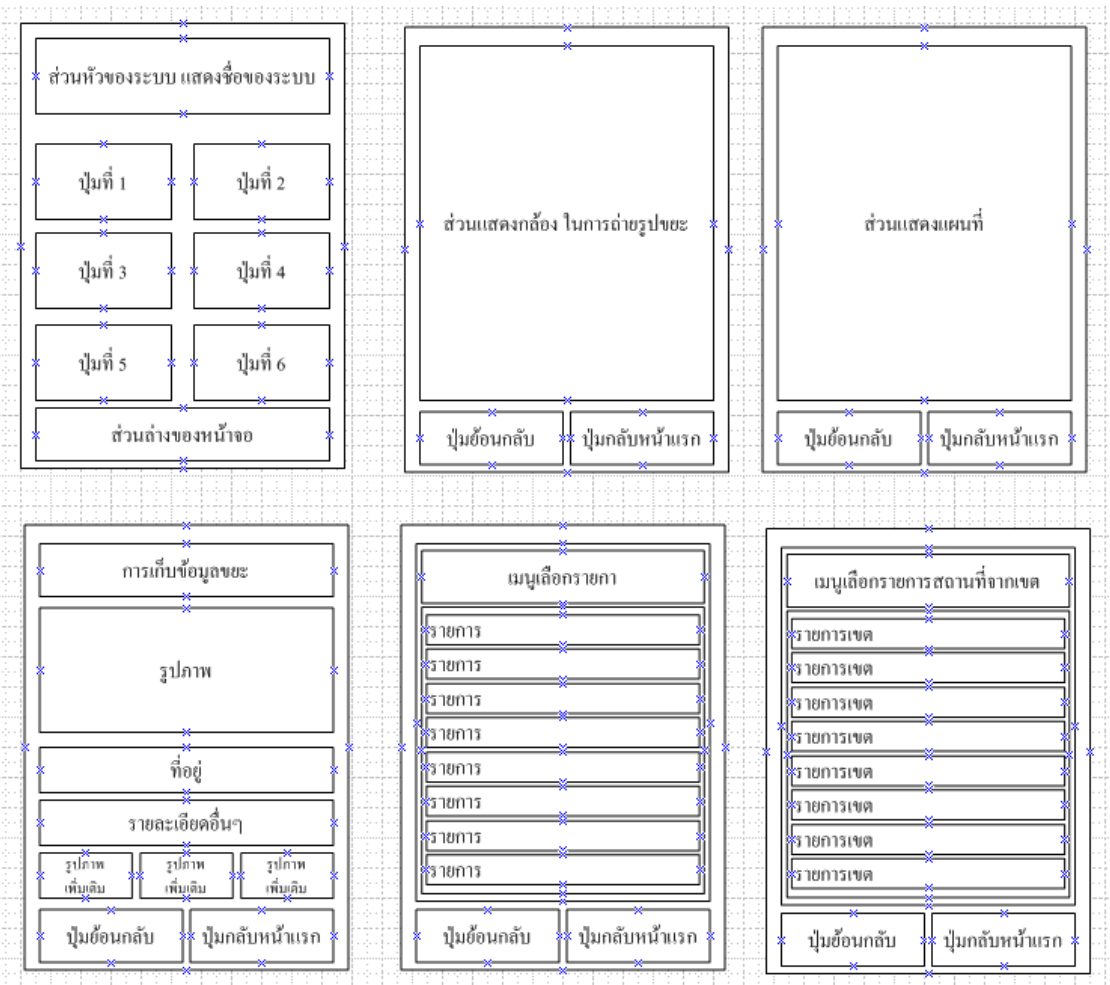 ส่วนหัวของระบบ แสดงชื่อของระบบ
ปุ่มที่ 1
ปุ่มที่ 2
ปุ่มที่ 3
ปุ่มที่ 4
ปุ่มที่ 5
ปุ่มที่ 6
ส่วนล่างของหน้าจอ
ส่วนแสดงกล้อง ในการถ่ายรูปขยะ
ปุ่มย้อนกลับ
ปุ่มกลับหน้าแรก
ส่วนแสดงแผนที่
ปุ่มย้อนกลับ
ปุ่มกลับหน้าแรก
การเก็บข้อมูลขยะ
รูปภาพ
ที่อยู่
รายละเอียดอื่นๆ
รูปภาพ
เพิ่มเติม
รูปภาพ
เพิ่มเติม
รูปภาพ
เพิ่มเติม
ปุ่มย้อนกลับ
ปุ่มกลับหน้าแรก
เมนูเลือกรายกา
รายการ
รายการ
รายการ
รายการ
รายการ
รายการ
รายการ
รายการ
ปุ่มย้อนกลับ
ปุ่มกลับหน้าแรก
เมนูเลือกรายการสถานที่จากเขต
รายการเขต
รายการเขต
รายการเขต
รายการเขต
รายการเขต
รายการเขต
รายการเขต
รายการเขต
ปุ่มย้อนกลับ
ปุ่มกลับหน้าแรก